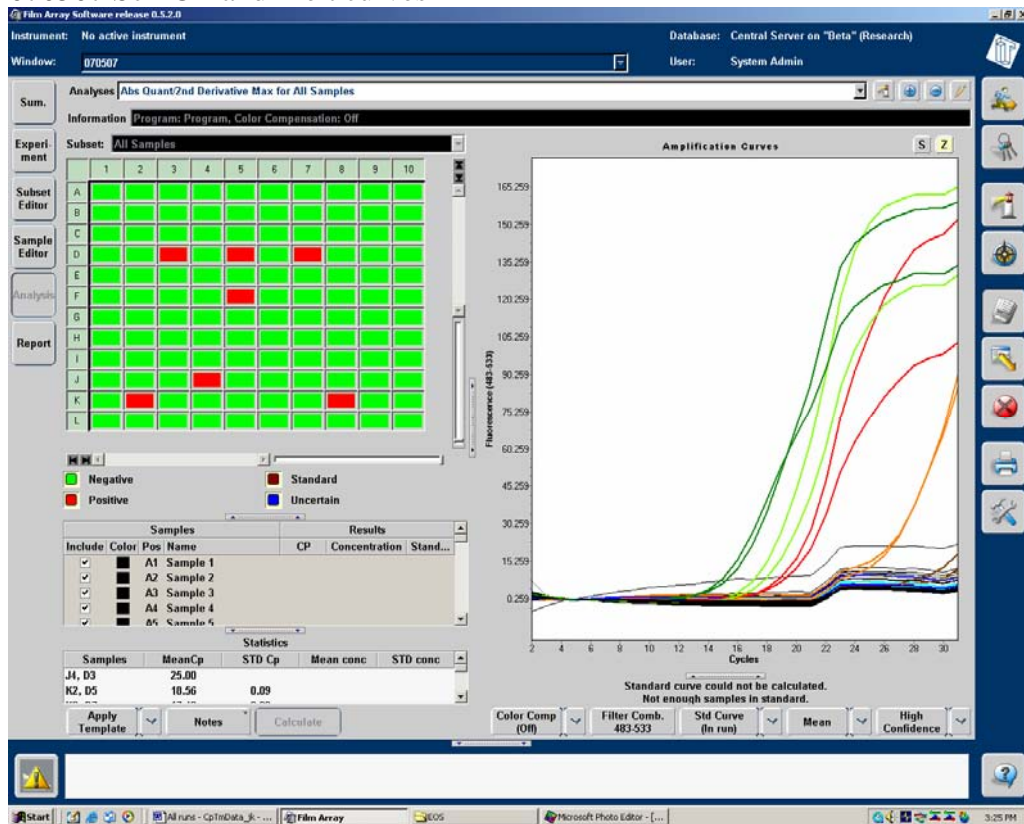 Film Array Software release 0.5.2.0
Instrument: No active instrument Database: Central Server on "Beta" (Research)
Window: 070507 User: System Admin
Sum.
Experi-
ment
Subset
Editor
Sample
Editor
Analysis
Report
Analyses Abs Quant/2nd Derivative Max for All Samples
Information Program: Program, Color Compensation: Off
Subset: All Samples
1 2 3 4 5 6 7 8 9 10
A
B
C
D
E
F
G
H
I
J
K
L
Negative Standard
Positive Uncertain
Samples Results
Include Color Pos Name CP Concentration Stand...
A1 Sample 1
A2 Sample 2
A3 Sample 3
A4 Sample 4
A5 Sample 5
Statistics
Samples MeanCp STD Cp Mean conc STD conc
J4, D3 25.00
K2, D5 18.56 0.09
Apply
Template
Notes
Calculate
Amplification Curves S Z
165.259
150.259
135.259
120.259
105.259
90.259
75.259
60.259
45.259
30.259
15.259
0.259
Fluorescence (483-533)
2 4 6 8 10 12 14 16 18 20 22 24 26 28 30
Cycles
Standard curve could not be calculated.
Not enough samples in standard.
Color Comp
(Off)
Filter Comb.
483-533
Std Curve
(In run)
Mean
High
Confidence
Start All runs - CpTmData_jk - ... Film Array EOS Microsoft Photo Editor - [... 3:25 PM